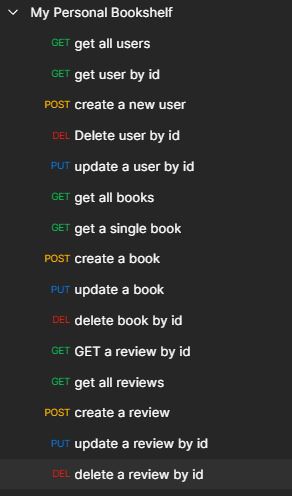 My Personal Bookshelf
GET get all users
GET get user by id
POST create a new user
DEL Delete user by id
PUT update a user by id
GET get all books
GET get a single book
POST create a book
PUT update a book
DEL delete book by id
GET GET a review by id
GET get all reviews
POST create a review
PUT update a review by id
DEL delete a review by id